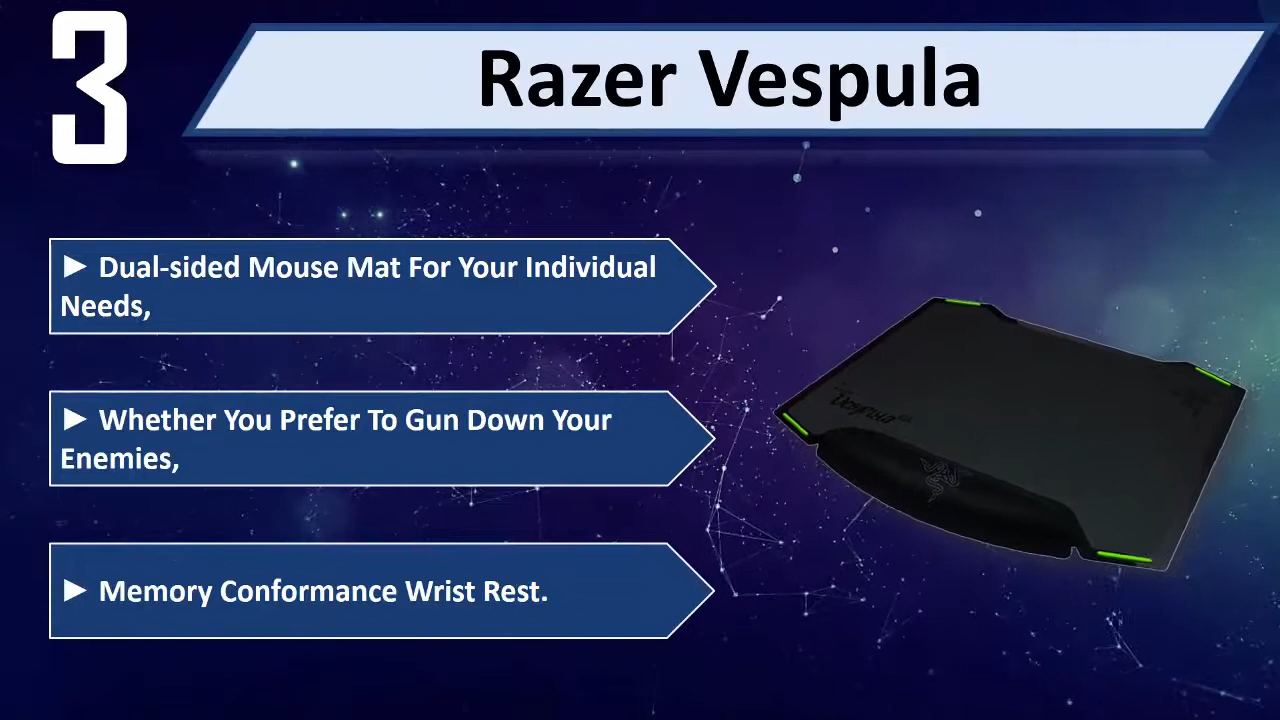 3
Razer Vespula
► Dual-sided Mouse Mat For Your Individual
Needs,
► Whether You Prefer To Gun Down Your
Enemies,
► Memory Conformance Wrist Rest.
Vespula